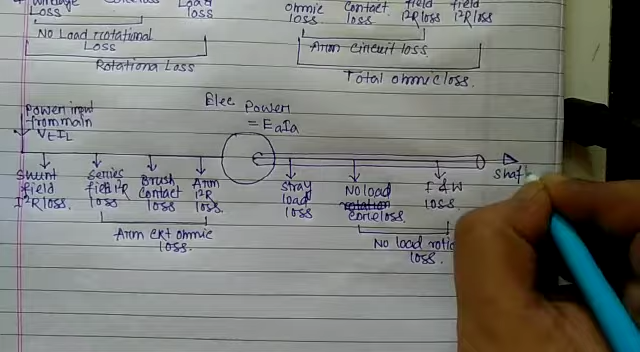 Loss
loss
No Load rotational
Loss
Rotational Loss
ohmic contact field field
loss. loss. I²R loss I²R loss
Arm circuit loss.
Total ohmic loss.
Power input
from main
VtIL
Elec Power
= EaIa
Shunt
field
I²R loss.
Series
field I²R
loss.
Brush
contact
loss
Arm
I²R
loss.
Stray
load
loss
No load
core loss.
F & W
loss.
Shaf
Arm ckt ohmic
loss.
No load
loss.